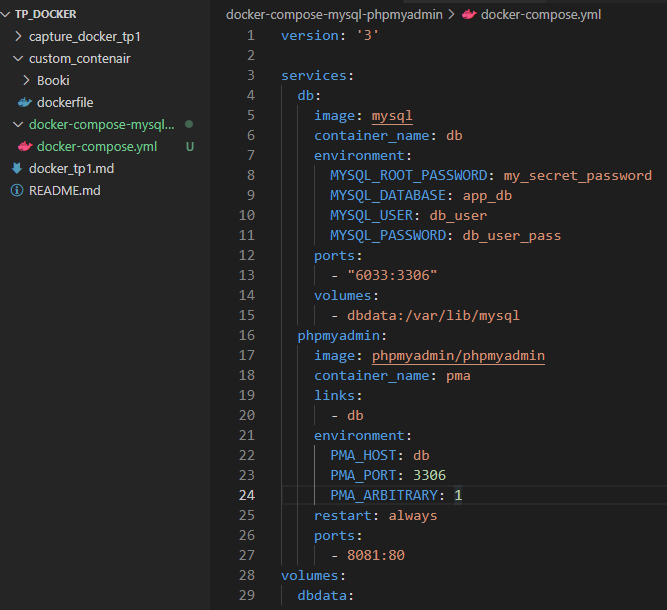 TP_DOCKER
capture_docker_tp1
custom_contenair
Booki
dockerfile
docker-compose-mysql...
docker-compose.yml U
docker_tp1.md
README.md
docker-compose-mysql-phpmyadmin > docker-compose.yml
1 version: '3'
2
3 services:
4 db:
5 image: mysql
6 container_name: db
7 environment:
8 MYSQL_ROOT_PASSWORD: my_secret_password
9 MYSQL_DATABASE: app_db
10 MYSQL_USER: db_user
11 MYSQL_PASSWORD: db_user_pass
12 ports:
13 - "6033:3306"
14 volumes:
15 - dbdata:/var/lib/mysql
16 phpmyadmin:
17 image: phpmyadmin/phpmyadmin
18 container_name: pma
19 links:
20 - db
21 environment:
22 PMA_HOST: db
23 PMA_PORT: 3306
24 PMA_ARBITRARY: 1
25 restart: always
26 ports:
27 - 8081:80
28 volumes:
29 dbdata: